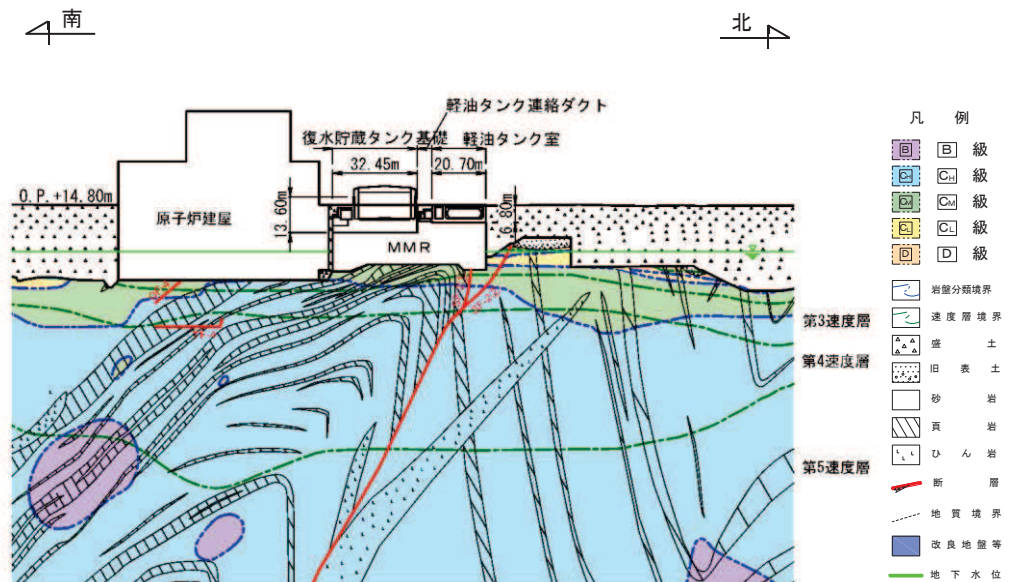 南
北
軽油タンク連絡ダクト
復水貯蔵タンク基礎 軽油タンク室
32.45m
20.70m
O.P.+14.80m
13.60m
6.80m
原子炉建屋
MMR
第3速度層
第4速度層
第5速度層
凡 例
B B 級
CH CH 級
CM CM 級
CL CL 級
D D 級
岩盤分類境界
速度層境界
盛 土
旧 表 土
砂 岩
頁 岩
ひ ん 岩
断 層
地 質 境 界
改 良 地 盤 等
地 下 水 位